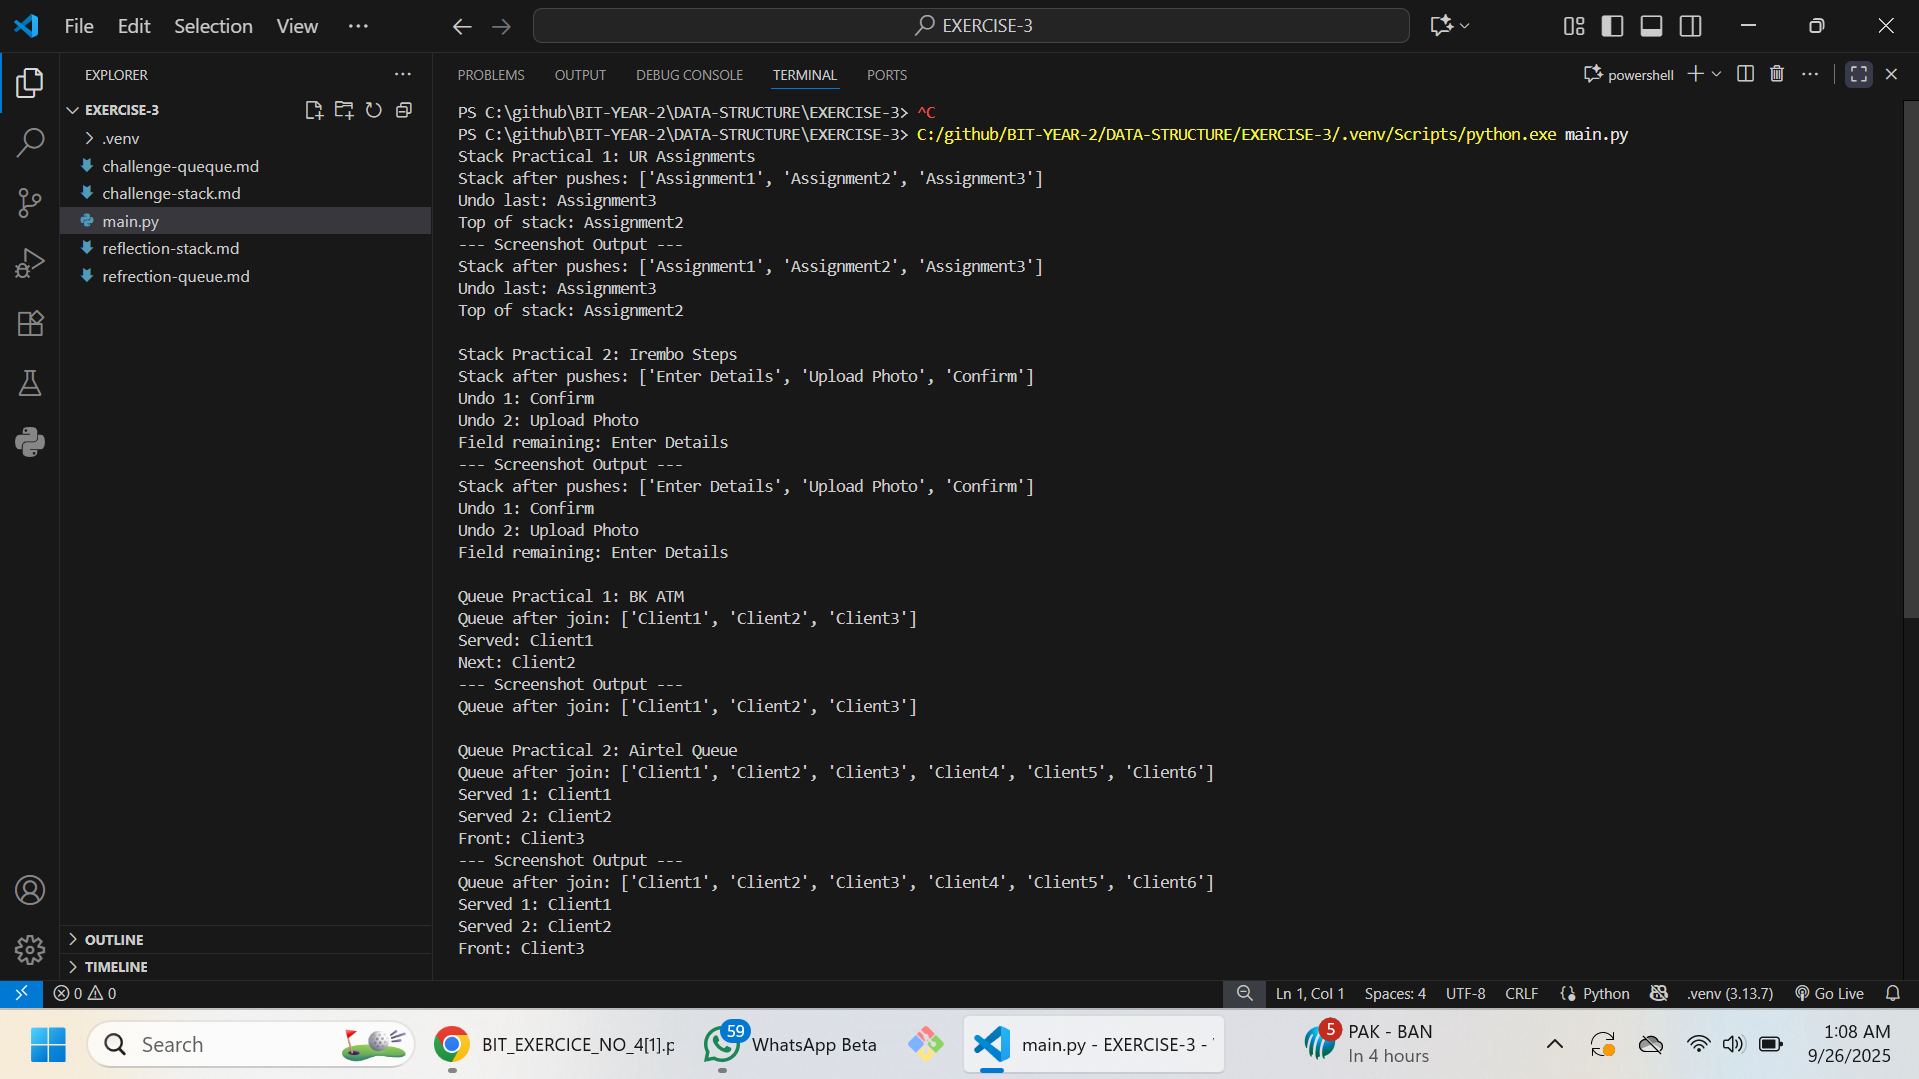 File Edit Selection View ··· EXERCISE-3
EXPLORER ···
EXERCISE-3
.venv
challenge-queque.md
challenge-stack.md
main.py
reflection-stack.md
refrection-queue.md
OUTLINE
TIMELINE
PROBLEMS OUTPUT DEBUG CONSOLE TERMINAL PORTS powershell
PS C:\github\BIT-YEAR-2\DATA-STRUCTURE\EXERCISE-3> ^C
PS C:\github\BIT-YEAR-2\DATA-STRUCTURE\EXERCISE-3> C:/github/BIT-YEAR-2/DATA-STRUCTURE/EXERCISE-3/.venv/Scripts/python.exe main.py
Stack Practical 1: UR Assignments
Stack after pushes: ['Assignment1', 'Assignment2', 'Assignment3']
Undo last: Assignment3
Top of stack: Assignment2
--- Screenshot Output ---
Stack after pushes: ['Assignment1', 'Assignment2', 'Assignment3']
Undo last: Assignment3
Top of stack: Assignment2
Stack Practical 2: Irembo Steps
Stack after pushes: ['Enter Details', 'Upload Photo', 'Confirm']
Undo 1: Confirm
Undo 2: Upload Photo
Field remaining: Enter Details
--- Screenshot Output ---
Stack after pushes: ['Enter Details', 'Upload Photo', 'Confirm']
Undo 1: Confirm
Undo 2: Upload Photo
Field remaining: Enter Details
Queue Practical 1: BK ATM
Queue after join: ['Client1', 'Client2', 'Client3']
Served: Client1
Next: Client2
--- Screenshot Output ---
Queue after join: ['Client1', 'Client2', 'Client3']
Queue Practical 2: Airtel Queue
Queue after join: ['Client1', 'Client2', 'Client3', 'Client4', 'Client5', 'Client6']
Served 1: Client1
Served 2: Client2
Front: Client3
--- Screenshot Output ---
Queue after join: ['Client1', 'Client2', 'Client3', 'Client4', 'Client5', 'Client6']
Served 1: Client1
Served 2: Client2
Front: Client3
0 0 Ln 1, Col 1 Spaces: 4 UTF-8 CRLF Python .venv (3.13.7) Go Live
Search BIT_EXERCICE_NO_4[1].p 59 WhatsApp Beta main.py - EXERCISE-3 - 5 PAK - BAN 1:08 AM
In 4 hours 9/26/2025